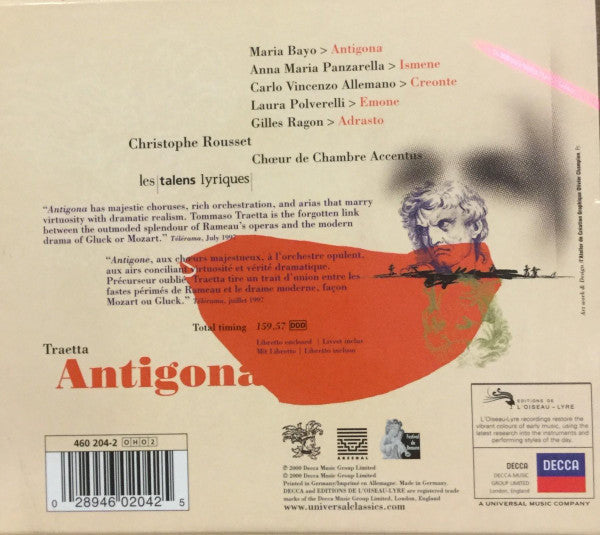 Maria Bayo > Antigona
Anna Maria Panzarella > Ismene
Carlo Vincenzo Allemano > Creonte
Laura Polverelli > Emone
Gilles Ragon > Adrasto
Christophe Rousset
Chœur de Chambre Accentus
les |talens lyriques|
"Antigona has majestic choruses, rich orchestration, and arias that marry
virtuosity with dramatic realism. Tommaso Traetta is the forgotten link
between the outmoded splendour of Rameau's operas and the modern
drama of Gluck or Mozart." Télérama, July 1997
"Antigone, aux chœurs majestueux, à l'orchestre opulent,
aux airs conciliant virtuosité et vérité dramatique.
Précurseur oublié, Traetta tire un trait d'union entre les
fastes périmés de Rameau et le drame moderne, façon
Mozart ou Gluck." Télérama, juillet 1997
Total timing 159.57 DDD
Libretto enclosed | Livret inclus
Mit Libretto | Libretto incluso
Traetta
Antigona
Art work & Design d'Atelier de Création Graphique Olivier Champion
460 204-2 OHO2
0 28946 02042 5
ARSENAL
Festival
de Beaune
℗ 2000 Decca Music Group Limited
© 2000 Decca Music Group Limited
Printed in Germany/Imprimé en Allemagne. Made in Germany.
DECCA and EDITIONS DE L'OISEAU-LYRE are registered trade
marks of the Decca Music Group Limited.
www.universalclassics.com
EDITIONS DE
L'OISEAU-LYRE
L'Oiseau-Lyre recordings restore the
vibrant colours of early music, using the
latest research into the instruments and
performing styles of the day.
DECCA
DECCA MUSIC
GROUP LIMITED
London, England
DECCA
A UNIVERSAL MUSIC COMPANY